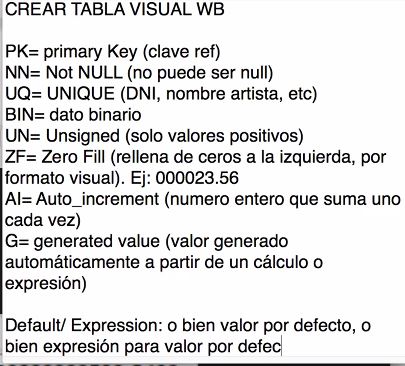 CREAR TABLA VISUAL WB
PK= primary Key (clave ref)
NN= Not NULL (no puede ser null)
UQ= UNIQUE (DNI, nombre artista, etc)
BIN= dato binario
UN= Unsigned (solo valores positivos)
ZF= Zero Fill (rellena de ceros a la izquierda, por
formato visual). Ej: 000023.56
AI= Auto_increment (numero entero que suma uno
cada vez)
G= generated value (valor generado
automáticamente a partir de un cálculo o
expresión)
Default/ Expression: o bien valor por defecto, o
bien expresión para valor por defec